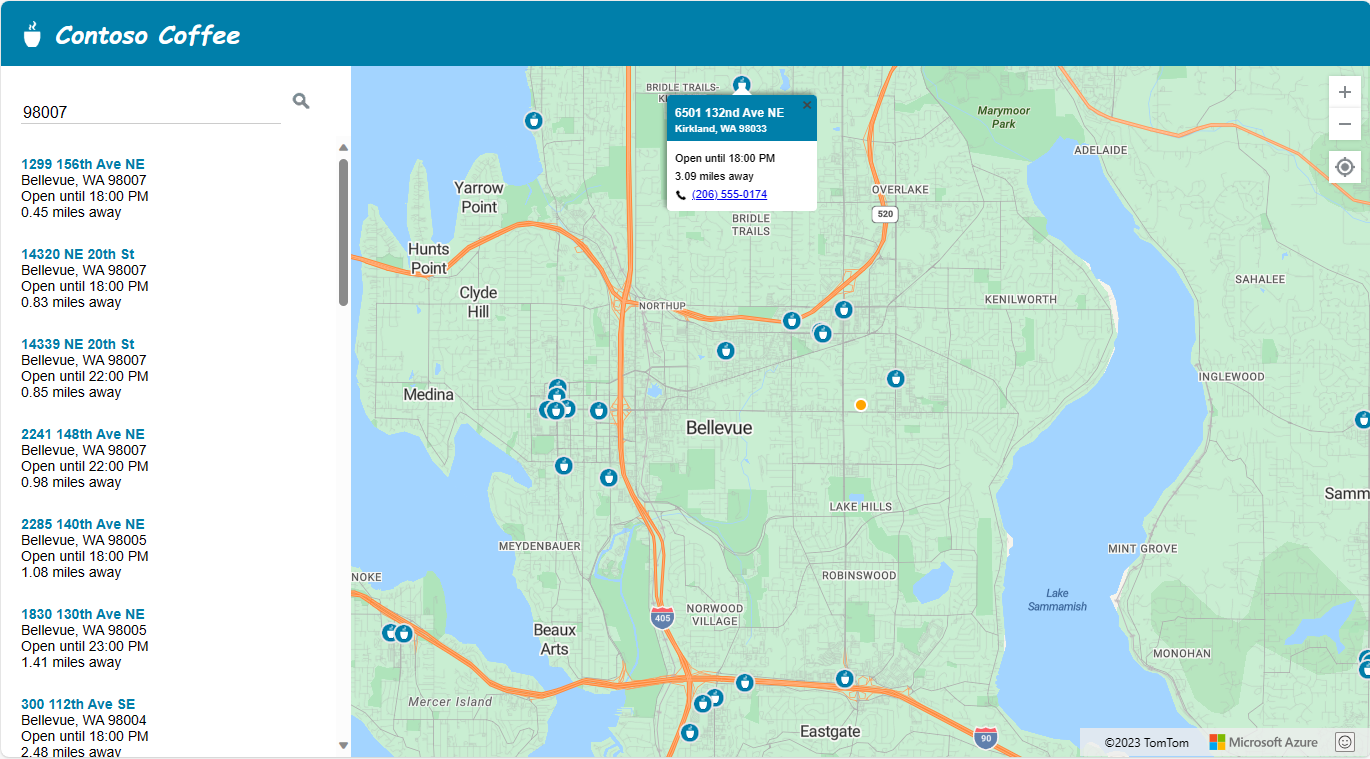 Contoso Coffee
98007
1299 156th Ave NE
Bellevue, WA 98007
Open until 18:00 PM
0.45 miles away
14320 NE 20th St
Bellevue, WA 98007
Open until 18:00 PM
0.83 miles away
14339 NE 20th St
Bellevue, WA 98007
Open until 22:00 PM
0.85 miles away
2241 148th Ave NE
Bellevue, WA 98007
Open until 22:00 PM
0.98 miles away
2285 140th Ave NE
Bellevue, WA 98005
Open until 18:00 PM
1.08 miles away
1830 130th Ave NE
Bellevue, WA 98005
Open until 23:00 PM
1.41 miles away
300 112th Ave SE
Bellevue, WA 98004
Open until 18:00 PM
2.48 miles away
BRIDLE TRAILS-
6501 132nd Ave NE
Kirkland, WA 98033
Open until 18:00 PM
3.09 miles away
(206) 555-0174
Marymoor
Park
ADELAIDE
Yarrow
Point
OVERLAKE
520
BRIDLE
TRAILS
Hunts
Point
SAHALEE
Clyde
Hill
KENILWORTH
NORTHUP
INGLEWOOD
Medina
Bellevue
Samm
LAKE HILLS
MEYDENBAUER
MINT GROVE
NOKE
ROBINSWOOD
Lake
Sammamish
NORWOOD
VILLAGE
405
Beaux
Arts
MONOHAN
Mercer Island
Eastgate
90
©2023 TomTom
Microsoft Azure